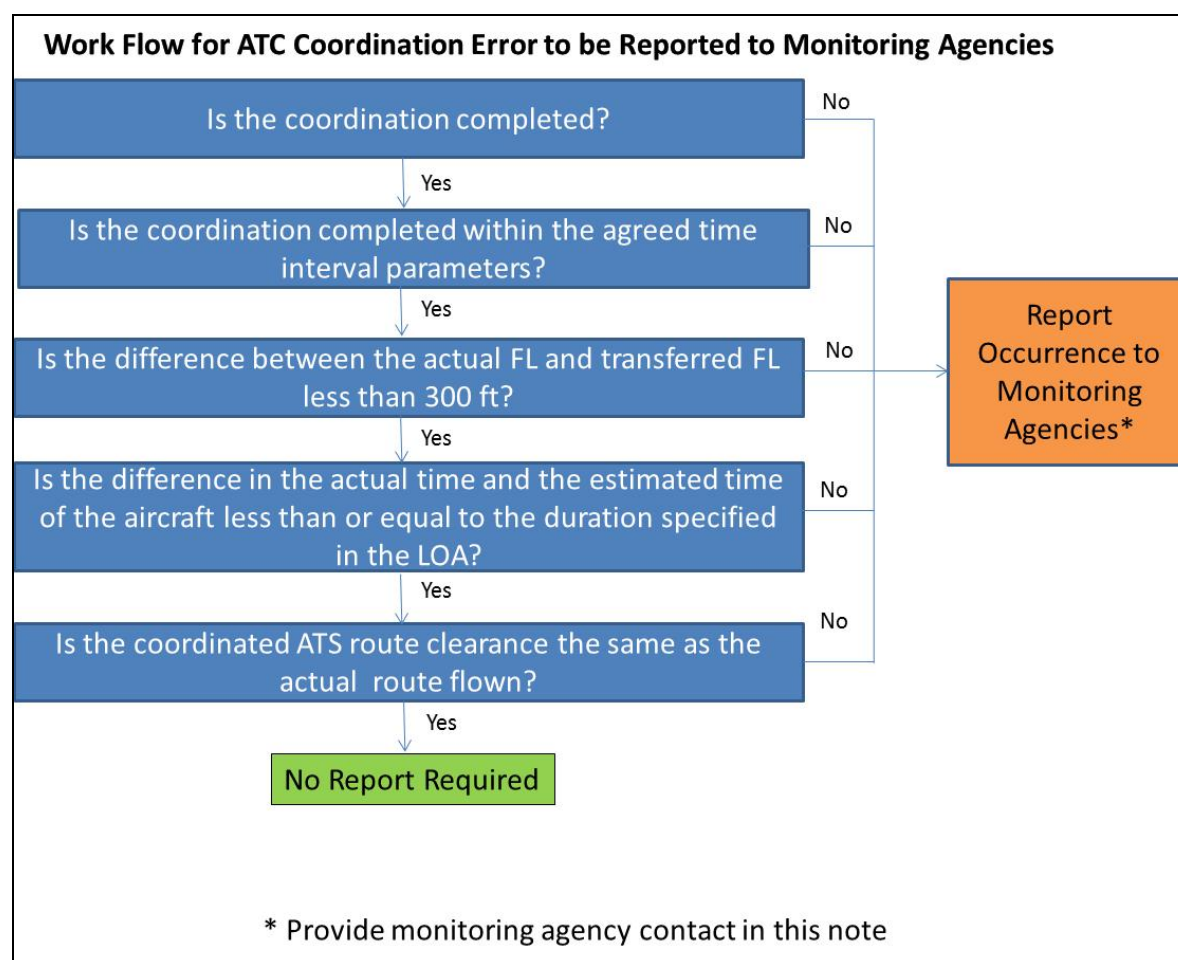 Work Flow for ATC Coordination Error to be Reported to Monitoring Agencies
Is the coordination completed?
No
Yes
Is the coordination completed within the agreed time
interval parameters?
No
Yes
Is the difference between the actual FL and transferred FL
less than 300 ft?
No
Yes
Is the difference in the actual time and the estimated time
of the aircraft less than or equal to the duration specified
in the LOA?
No
Yes
Is the coordinated ATS route clearance the same as the
actual route flown?
No
Yes
No Report Required
Report
Occurrence to
Monitoring
Agencies*
* Provide monitoring agency contact in this note